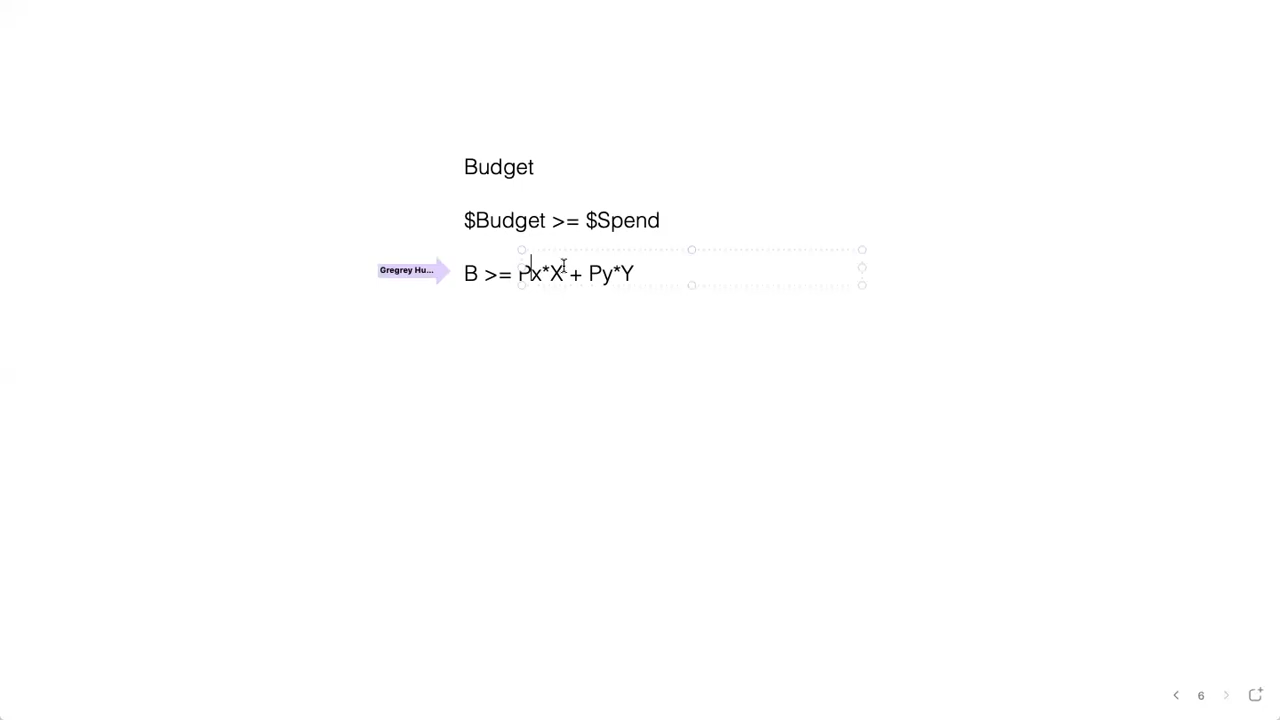 Budget
$Budget >= $Spend
Gregrey Hu...
B >= Px*X + Py*Y
6